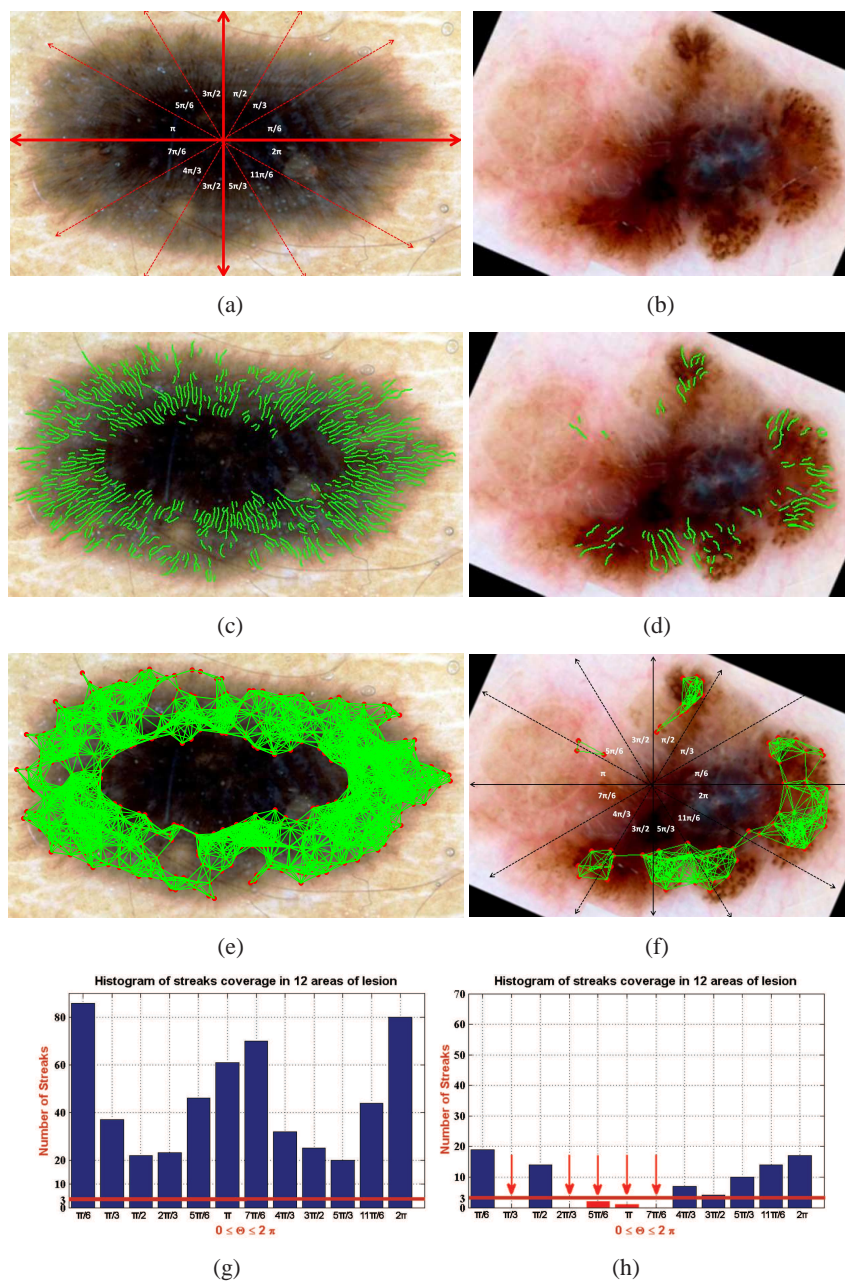 3π/2 π/2
5π/6 π/3
π π/6
7π/6 2π
4π/3 11π/6
3π/2 5π/3
(a) (b)
(c) (d)
3π/2 π/2
5π/6 π/3
π π/6
7π/6 2π
4π/3 11π/6
3π/2 5π/3
(e) (f)
Histogram of streaks coverage in 12 areas of lesion
Number of Streaks
80
60
40
20
10
3
0
π/6 π/3 π/2 2π/3 5π/6 π 7π/6 4π/3 3π/2 5π/3 11π/6 2π
0 ≤ Θ ≤ 2 π
(g)
Histogram of streaks coverage in 12 areas of lesion
Number of Streaks
70
60
50
40
30
20
10
3
0
π/6 π/3 π/2 2π/3 5π/6 π 7π/6 4π/3 3π/2 5π/3 11π/6 2π
0 ≤ Θ ≤ 2 π
(h)